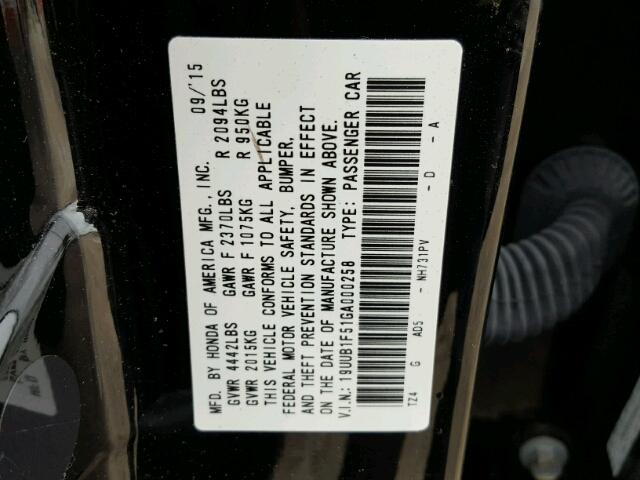 MFD. BY HONDA OF AMERICA MFG., INC. 09/'15
GVWR 4442LBS GAWR F 2370LBS R 2094LBS
GVWR 2015KG GAWR F 1075KG R 950KG
THIS VEHICLE CONFORMS TO ALL APPLICABLE
FEDERAL MOTOR VEHICLE SAFETY, BUMPER,
AND THEFT PREVENTION STANDARDS IN EFFECT
ON THE DATE OF MANUFACTURE SHOWN ABOVE.
V.I.N.: 19UUB1F51GA000258 TYPE: PASSENGER CAR
TZ4 G AD5 - NH731PV - D - A